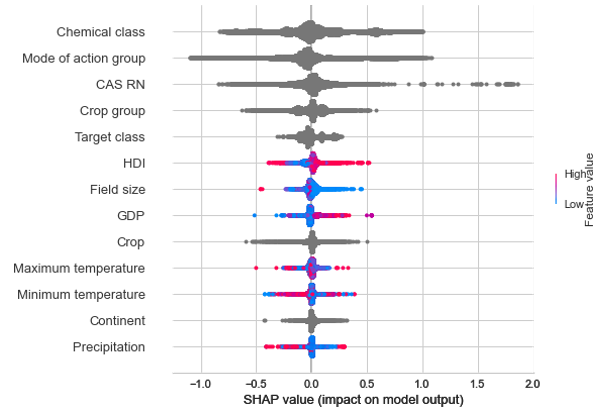 Chemical class
Mode of action group
CAS RN
Crop group
Target class
HDI
Field size
GDP
Crop
Maximum temperature
Minimum temperature
Continent
Precipitation
−1.0 −0.5 0.0 0.5 1.0 1.5 2.0
SHAP value (impact on model output)
High
Low
Feature value